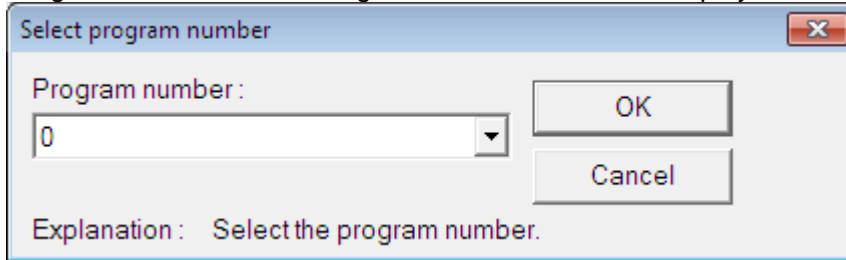 Select program number
Program number :
0
OK
Cancel
Explanation : Select the program number.